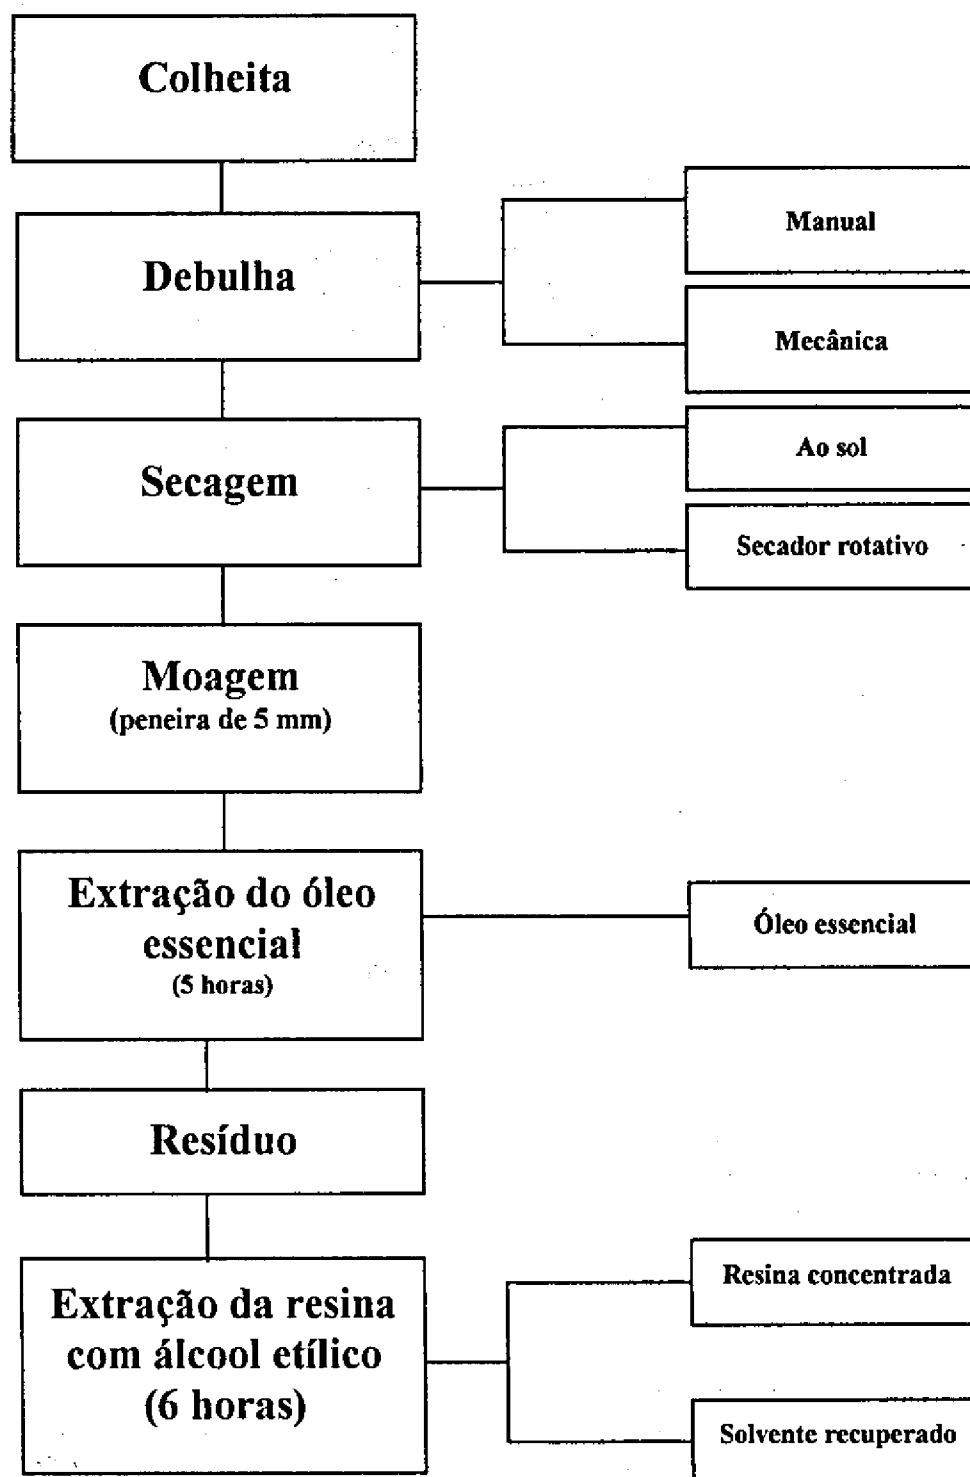 Colheita
Debulha
Manual
Mecânica
Secagem
Ao sol
Secador rotativo
Moagem
(peneira de 5 mm)
Extração do óleo
essencial
(5 horas)
Óleo essencial
Resíduo
Extração da resina
com álcool etílico
(6 horas)
Resina concentrada
Solvente recuperado